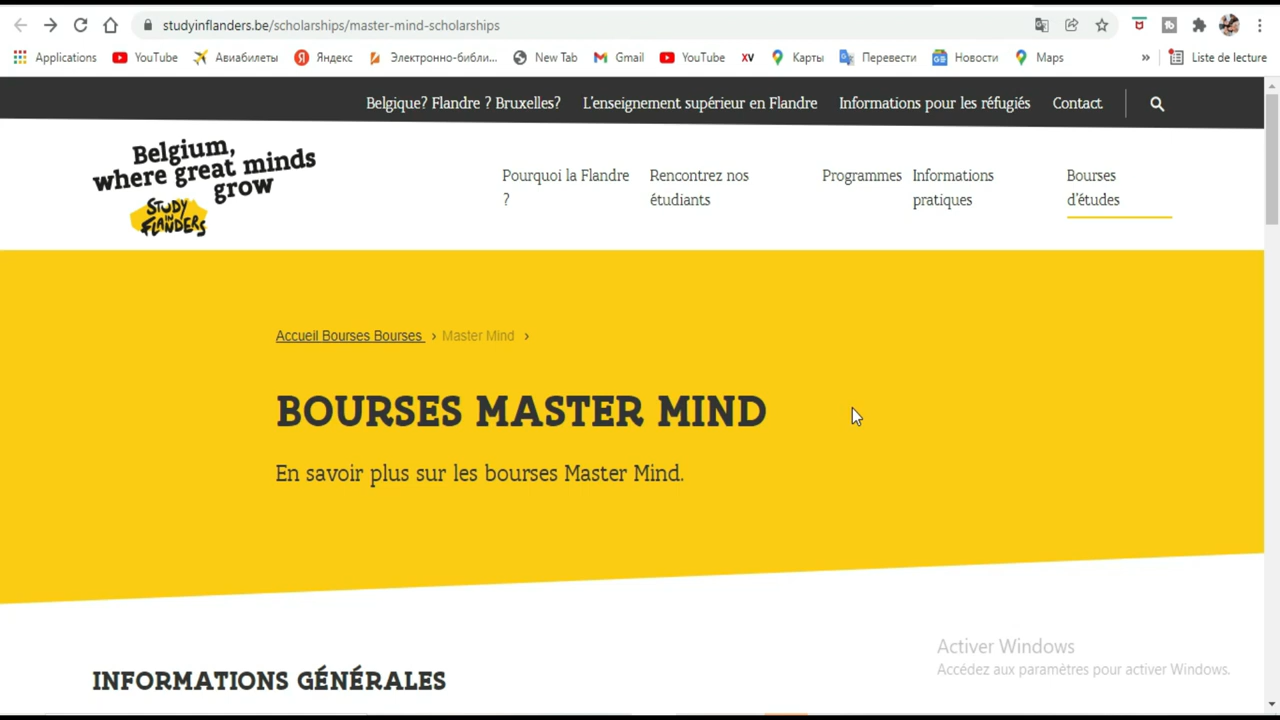 studyinflanders.be/scholarships/master-mind-scholarships
Applications YouTube Авиабилеты Яндекс Электронно-библи... New Tab Gmail YouTube XV Карты Перевести Новости Maps » Liste de lecture
Belgique? Flandre ? Bruxelles? L'enseignement supérieur en Flandre Informations pour les réfugiés Contact
Belgium,
where great minds
grow
STUDY
IN
FLANDERS
Pourquoi la Flandre
?
Rencontrez nos
étudiants
Programmes
Informations
pratiques
Bourses
d'études
Accueil Bourses Bourses › Master Mind ›
BOURSES MASTER MIND
En savoir plus sur les bourses Master Mind.
Activer Windows
Accédez aux paramètres pour activer Windows.
INFORMATIONS GÉNÉRALES